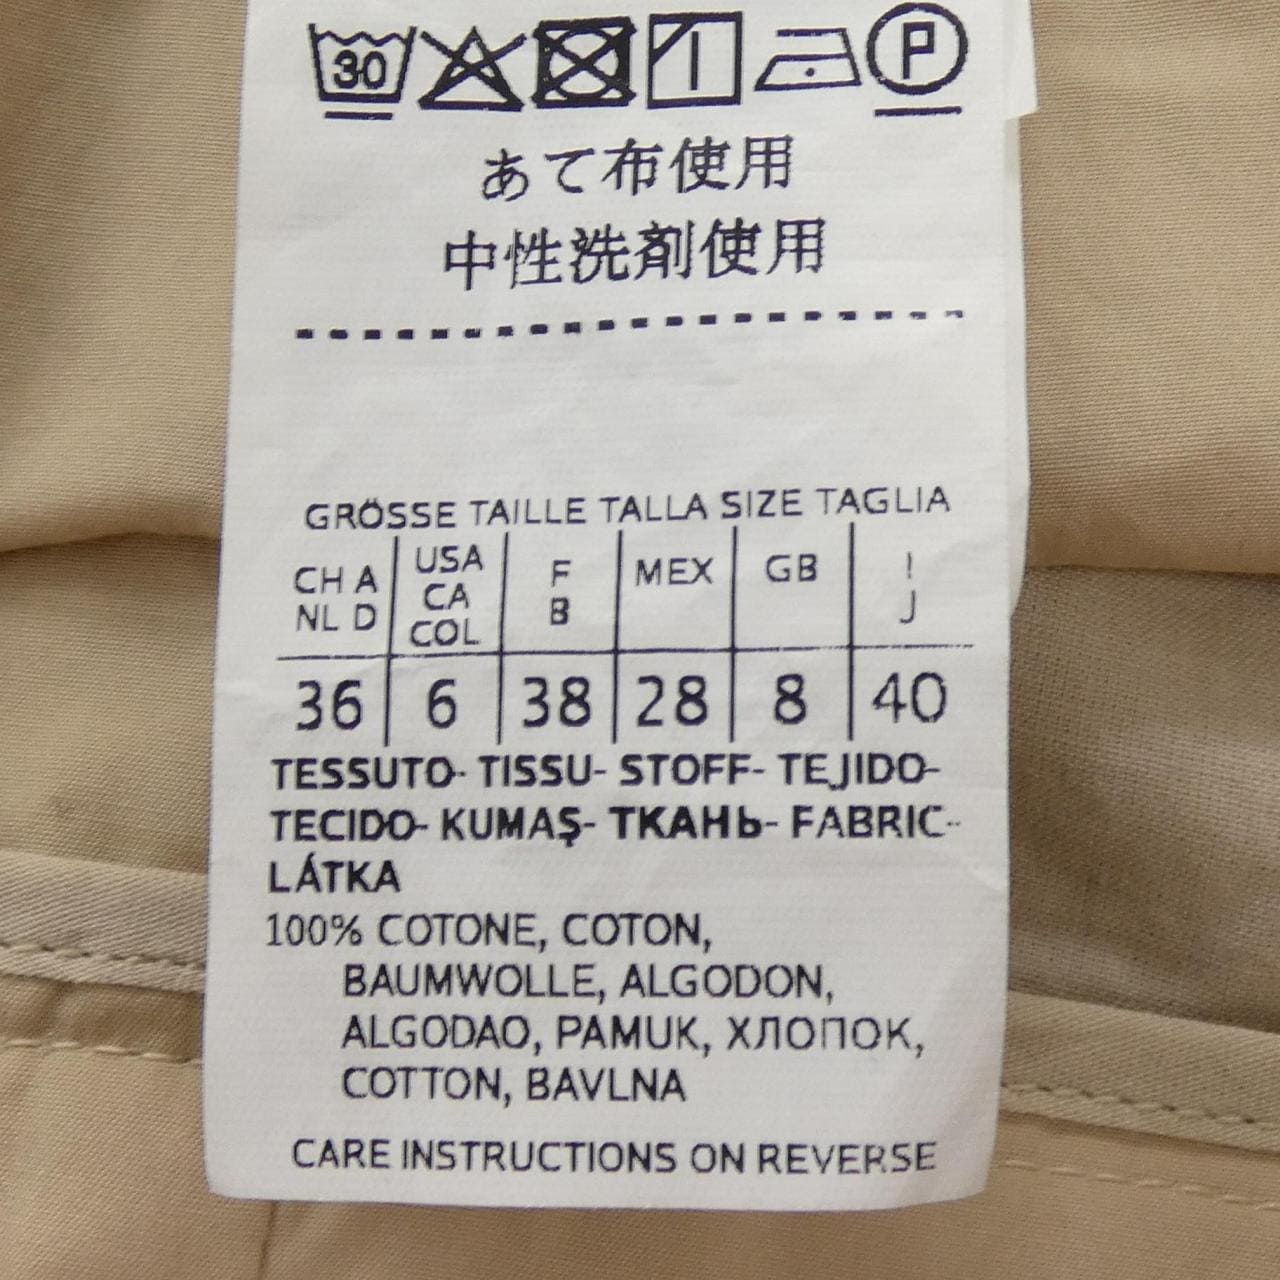 30 P
あて布使用
中性洗剤使用
GRÖSSE TAILLE TALLA SIZE TAGLIA
CH A USA F MEX GB I
NL D CA B J
COL
36 6 38 28 8 40
TESSUTO- TISSU- STOFF- TEJIDO-
TECIDO- KUMAŞ- ТКАНЬ- FABRIC-
LÁTKA
100% COTONE, COTON,
BAUMWOLLE, ALGODON,
ALGODAO, PAMUK, ХЛОПОК,
COTTON, BAVLNA
CARE INSTRUCTIONS ON REVERSE